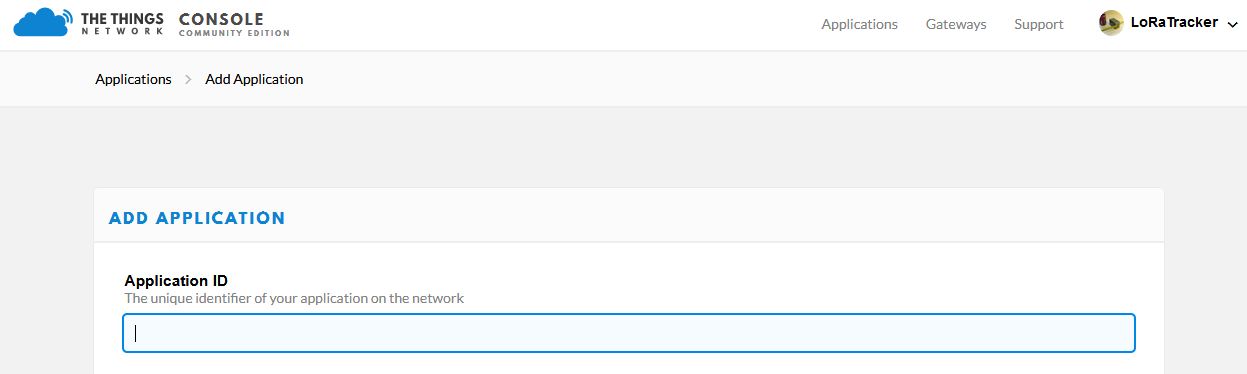 THE THINGS NETWORK CONSOLE COMMUNITY EDITION
Applications Gateways Support LoRaTracker
Applications Add Application
ADD APPLICATION
Application ID
The unique identifier of your application on the network